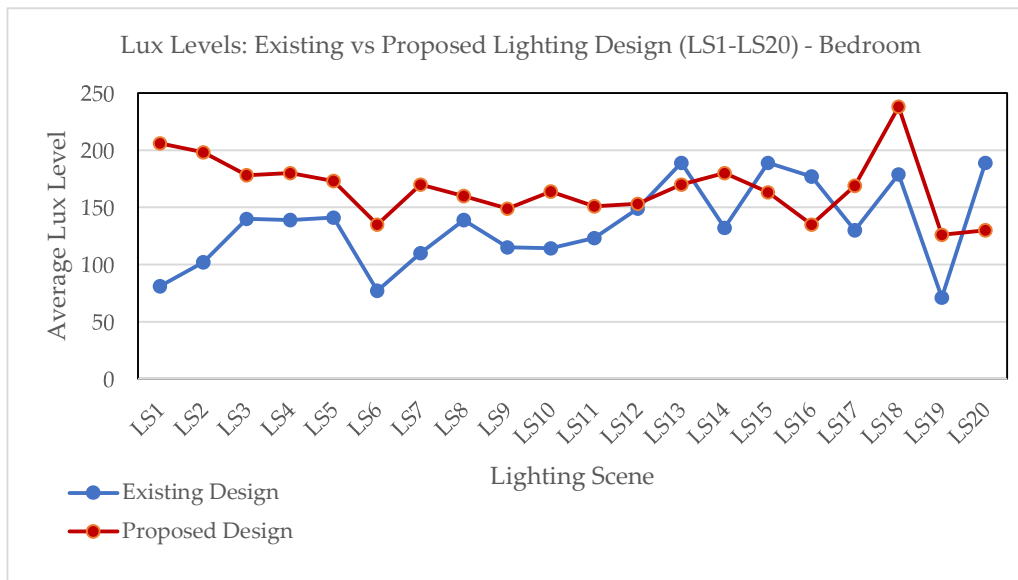 Lux Levels: Existing vs Proposed Lighting Design (LS1-LS20) - Bedroom
Average Lux Level
250
200
150
100
50
0
LS1
LS2
LS3
LS4
LS5
LS6
LS7
LS8
LS9
LS10
LS11
LS12
LS13
LS14
LS15
LS16
LS17
LS18
LS19
LS20
Lighting Scene
Existing Design
Proposed Design